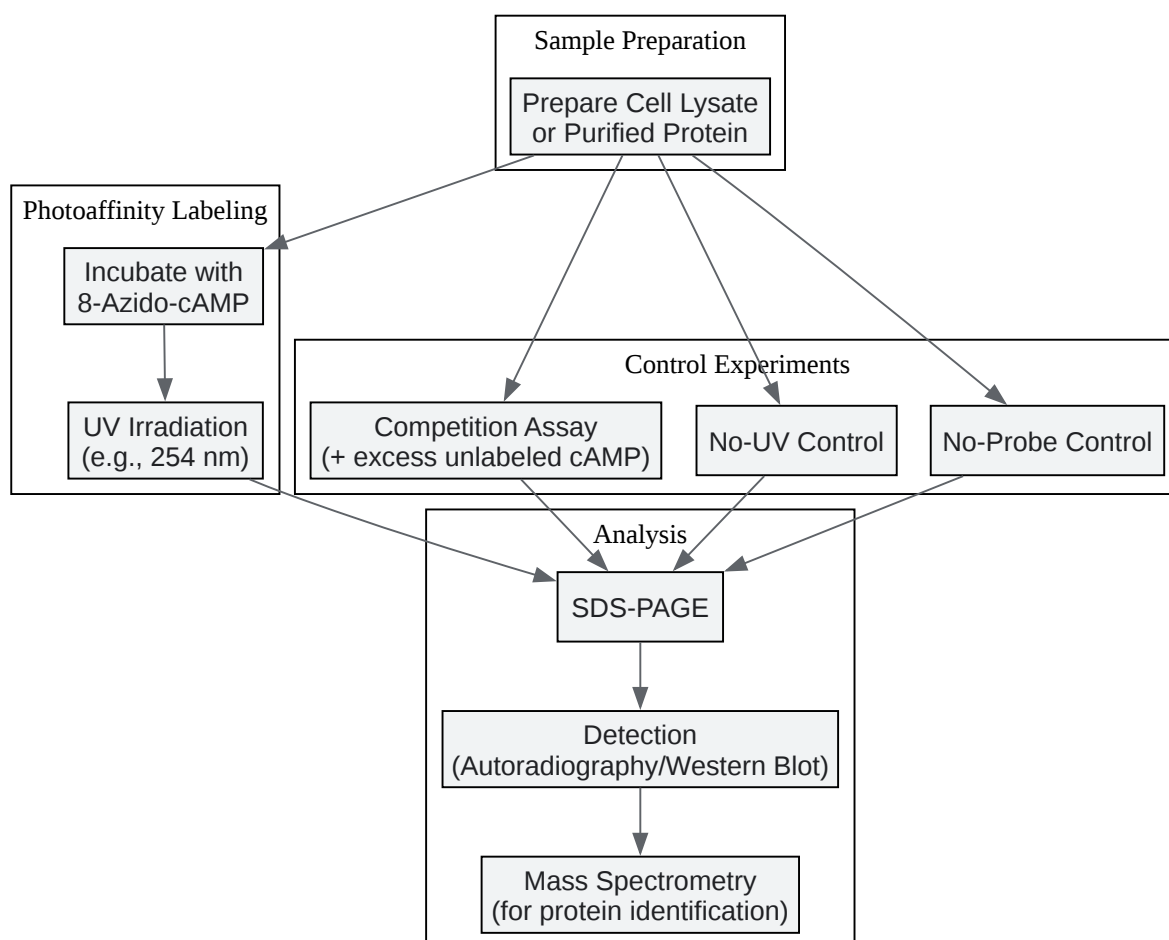 Sample Preparation
Prepare Cell Lysate
or Purified Protein
Photoaffinity Labeling
Incubate with
8-Azido-cAMP
UV Irradiation
(e.g., 254 nm)
Control Experiments
Competition Assay
(+ excess unlabeled cAMP)
No-UV Control
No-Probe Control
Analysis
SDS-PAGE
Detection
(Autoradiography/Western Blot)
Mass Spectrometry
(for protein identification)